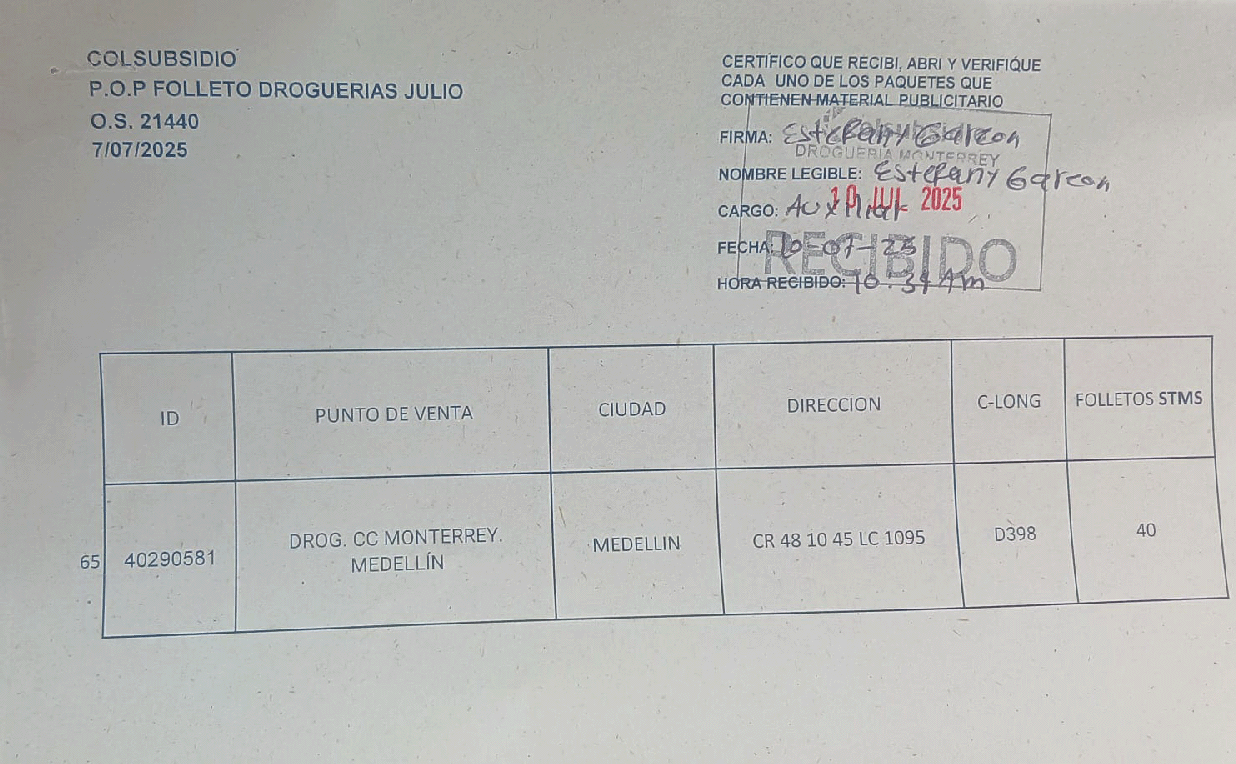 COLSUBSIDIO
P.O.P FOLLETO DROGUERIAS JULIO
O.S. 21440
7/07/2025
CERTIFICO QUE RECIBI, ABRI Y VERIFIQUE
CADA UNO DE LOS PAQUETES QUE
CONTIENEN MATERIAL PUBLICITARIO
FIRMA: Estefany Garcon
DROGUERIA MONTERREY
NOMBRE LEGIBLE: Estefany Garcon
10 JUL 2025
CARGO: Auxiliar
FECHA: 10-07-25
RECIBIDO
HORA RECIBIDO: 10:37 Am
ID PUNTO DE VENTA CIUDAD DIRECCION C-LONG FOLLETOS STMS
65 40290581 DROG. CC MONTERREY. MEDELLIN CR 48 10 45 LC 1095 D398 40
MEDELLÍN